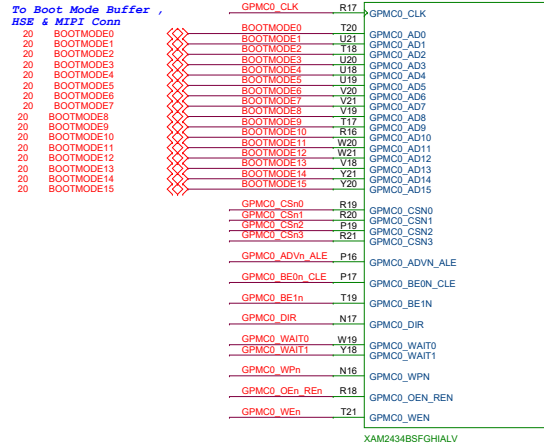 To Boot Mode Buffer ,
HSE & MIPI Conn
GPMC0_CLK R17 GPMC0_CLK
20 BOOTMODE0 BOOTMODE0 T20 GPMC0_AD0
20 BOOTMODE1 BOOTMODE1 U21 GPMC0_AD1
20 BOOTMODE2 BOOTMODE2 T18 GPMC0_AD2
20 BOOTMODE3 BOOTMODE3 U20 GPMC0_AD3
20 BOOTMODE4 BOOTMODE4 U18 GPMC0_AD4
20 BOOTMODE5 BOOTMODE5 U19 GPMC0_AD5
20 BOOTMODE6 BOOTMODE6 V20 GPMC0_AD6
20 BOOTMODE7 BOOTMODE7 V21 GPMC0_AD7
20 BOOTMODE8 BOOTMODE8 V19 GPMC0_AD8
20 BOOTMODE9 BOOTMODE9 T17 GPMC0_AD9
20 BOOTMODE10 BOOTMODE10 R16 GPMC0_AD10
20 BOOTMODE11 BOOTMODE11 W20 GPMC0_AD11
20 BOOTMODE12 BOOTMODE12 W21 GPMC0_AD12
20 BOOTMODE13 BOOTMODE13 V18 GPMC0_AD13
20 BOOTMODE14 BOOTMODE14 Y21 GPMC0_AD14
20 BOOTMODE15 BOOTMODE15 Y20 GPMC0_AD15
GPMC0_CSn0 R19 GPMC0_CSN0
GPMC0_CSn1 R20 GPMC0_CSN1
GPMC0_CSn2 P19 GPMC0_CSN2
GPMC0_CSn3 R21 GPMC0_CSN3
GPMC0_ADVn_ALE P16 GPMC0_ADVN_ALE
GPMC0_BE0n_CLE P17 GPMC0_BE0N_CLE
GPMC0_BE1n T19 GPMC0_BE1N
GPMC0_DIR N17 GPMC0_DIR
GPMC0_WAIT0 W19 GPMC0_WAIT0
GPMC0_WAIT1 Y18 GPMC0_WAIT1
GPMC0_WPn N16 GPMC0_WPN
GPMC0_OEn_REn R18 GPMC0_OEN_REN
GPMC0_WEn T21 GPMC0_WEN
XAM2434BSFGHIALV